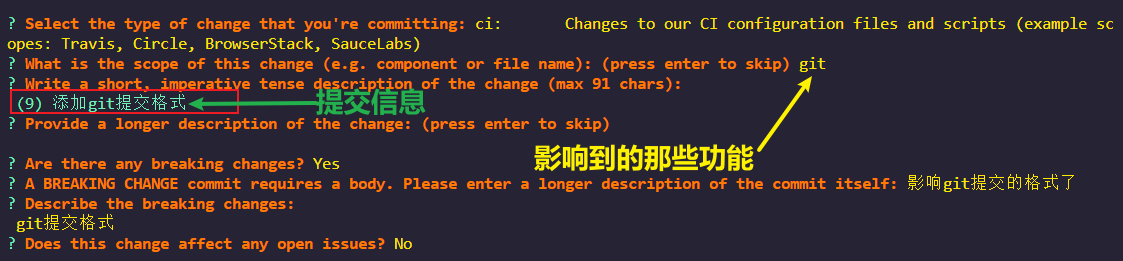 ? Select the type of change that you're committing: ci:       Changes to our CI configuration files and scripts (example sc
opes: Travis, Circle, BrowserStack, SauceLabs)
? What is the scope of this change (e.g. component or file name): (press enter to skip) git
? Write a short, imperative tense description of the change (max 91 chars):
(9) 添加git提交格式
提交信息
? Provide a longer description of the change: (press enter to skip)
影响到的那些功能
? Are there any breaking changes? Yes
? A BREAKING CHANGE commit requires a body. Please enter a longer description of the commit itself: 影响git提交的格式了
? Describe the breaking changes:
git提交格式
? Does this change affect any open issues? No